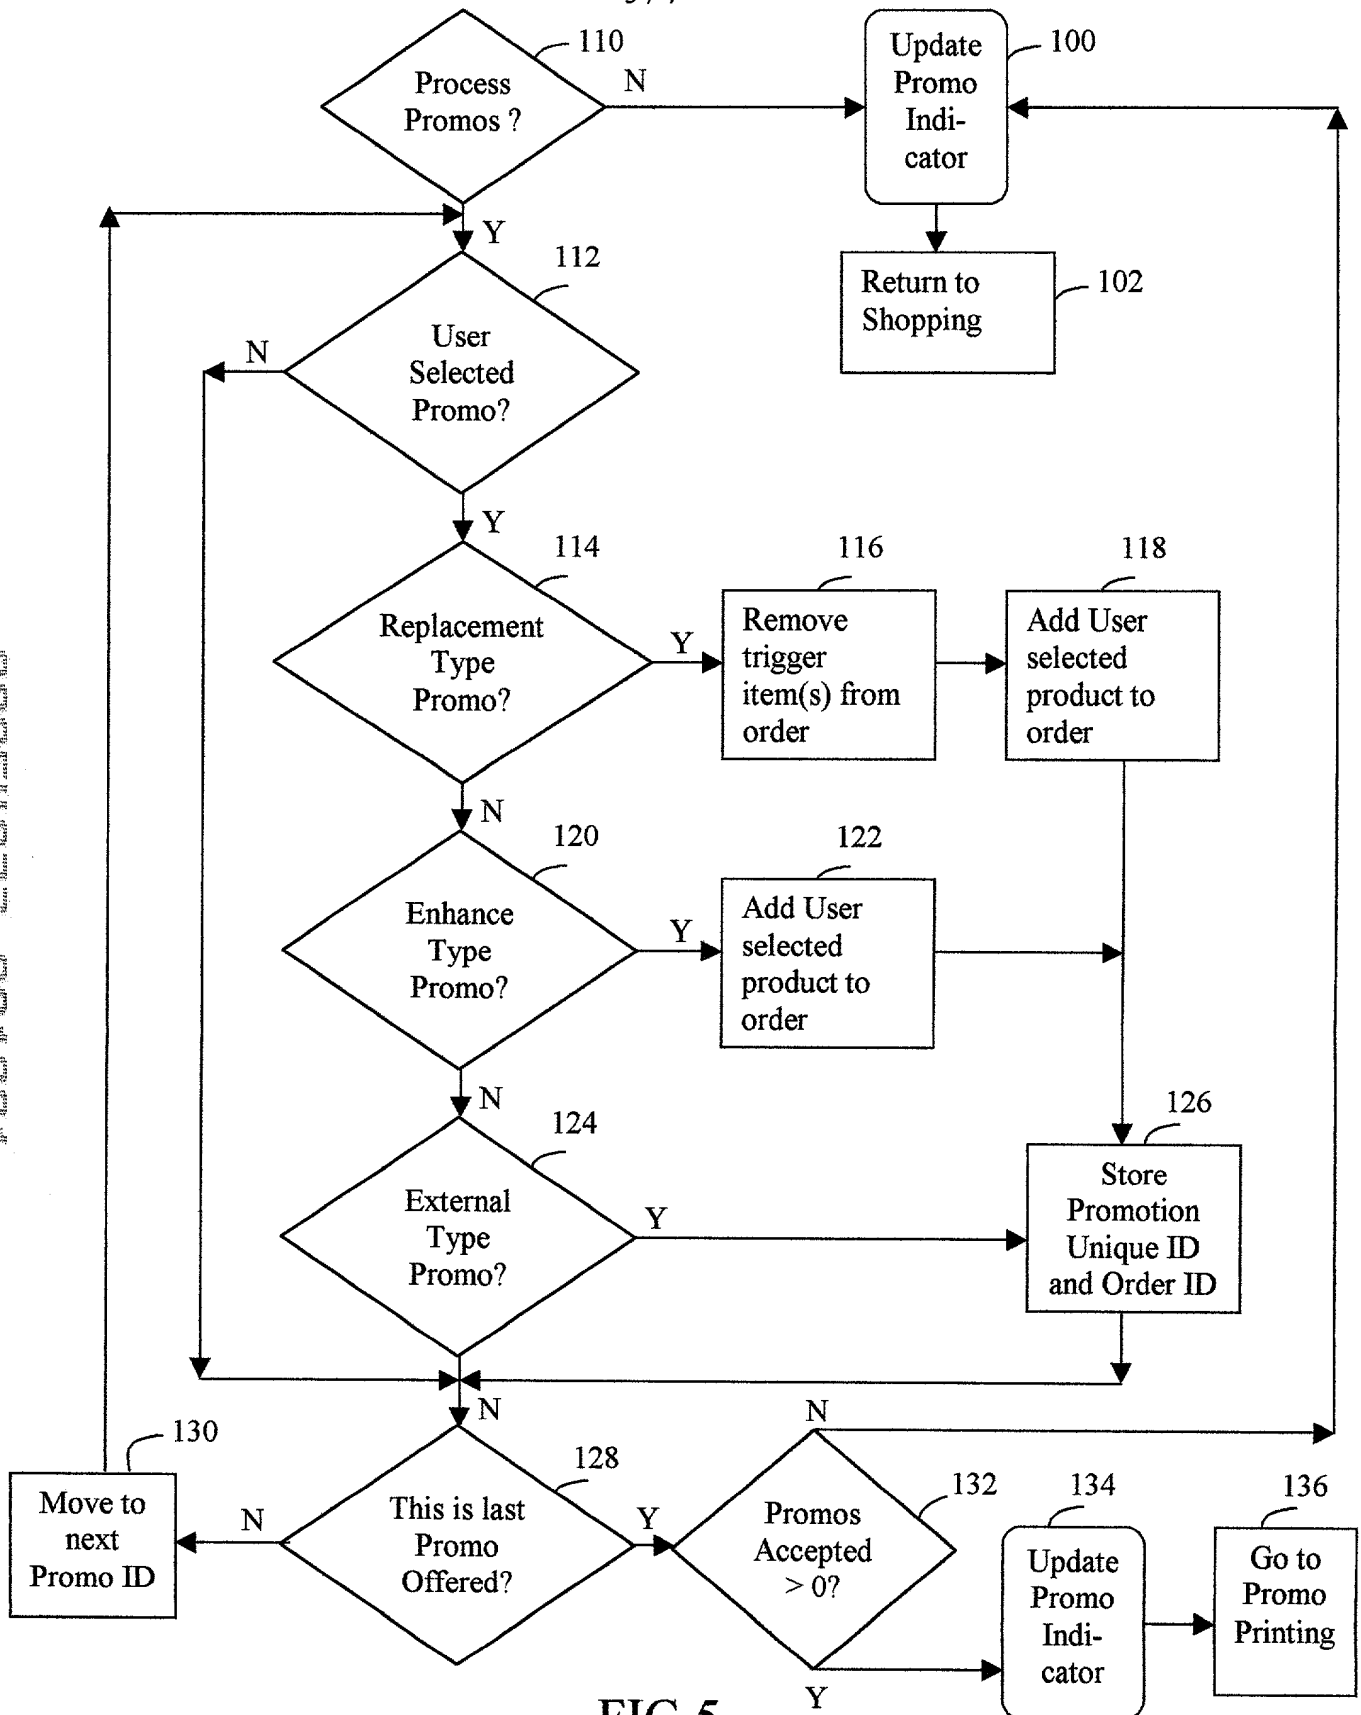 110
Process
Promos ?
N
Update
Promo
Indi-
cator
100
Y
Return to
Shopping
102
112
User
Selected
Promo?
N
Y
114
Replacement
Type
Promo?
Y
116
Remove
trigger
item(s) from
order
118
Add User
selected
product to
order
N
120
Enhance
Type
Promo?
Y
122
Add User
selected
product to
order
N
124
External
Type
Promo?
Y
126
Store
Promotion
Unique ID
and Order ID
N
130
Move to
next
Promo ID
N
128
This is last
Promo
Offered?
Y
N
132
Promos
Accepted
> 0?
Y
134
Update
Promo
Indi-
cator
136
Go to
Promo
Printing
FIG 5